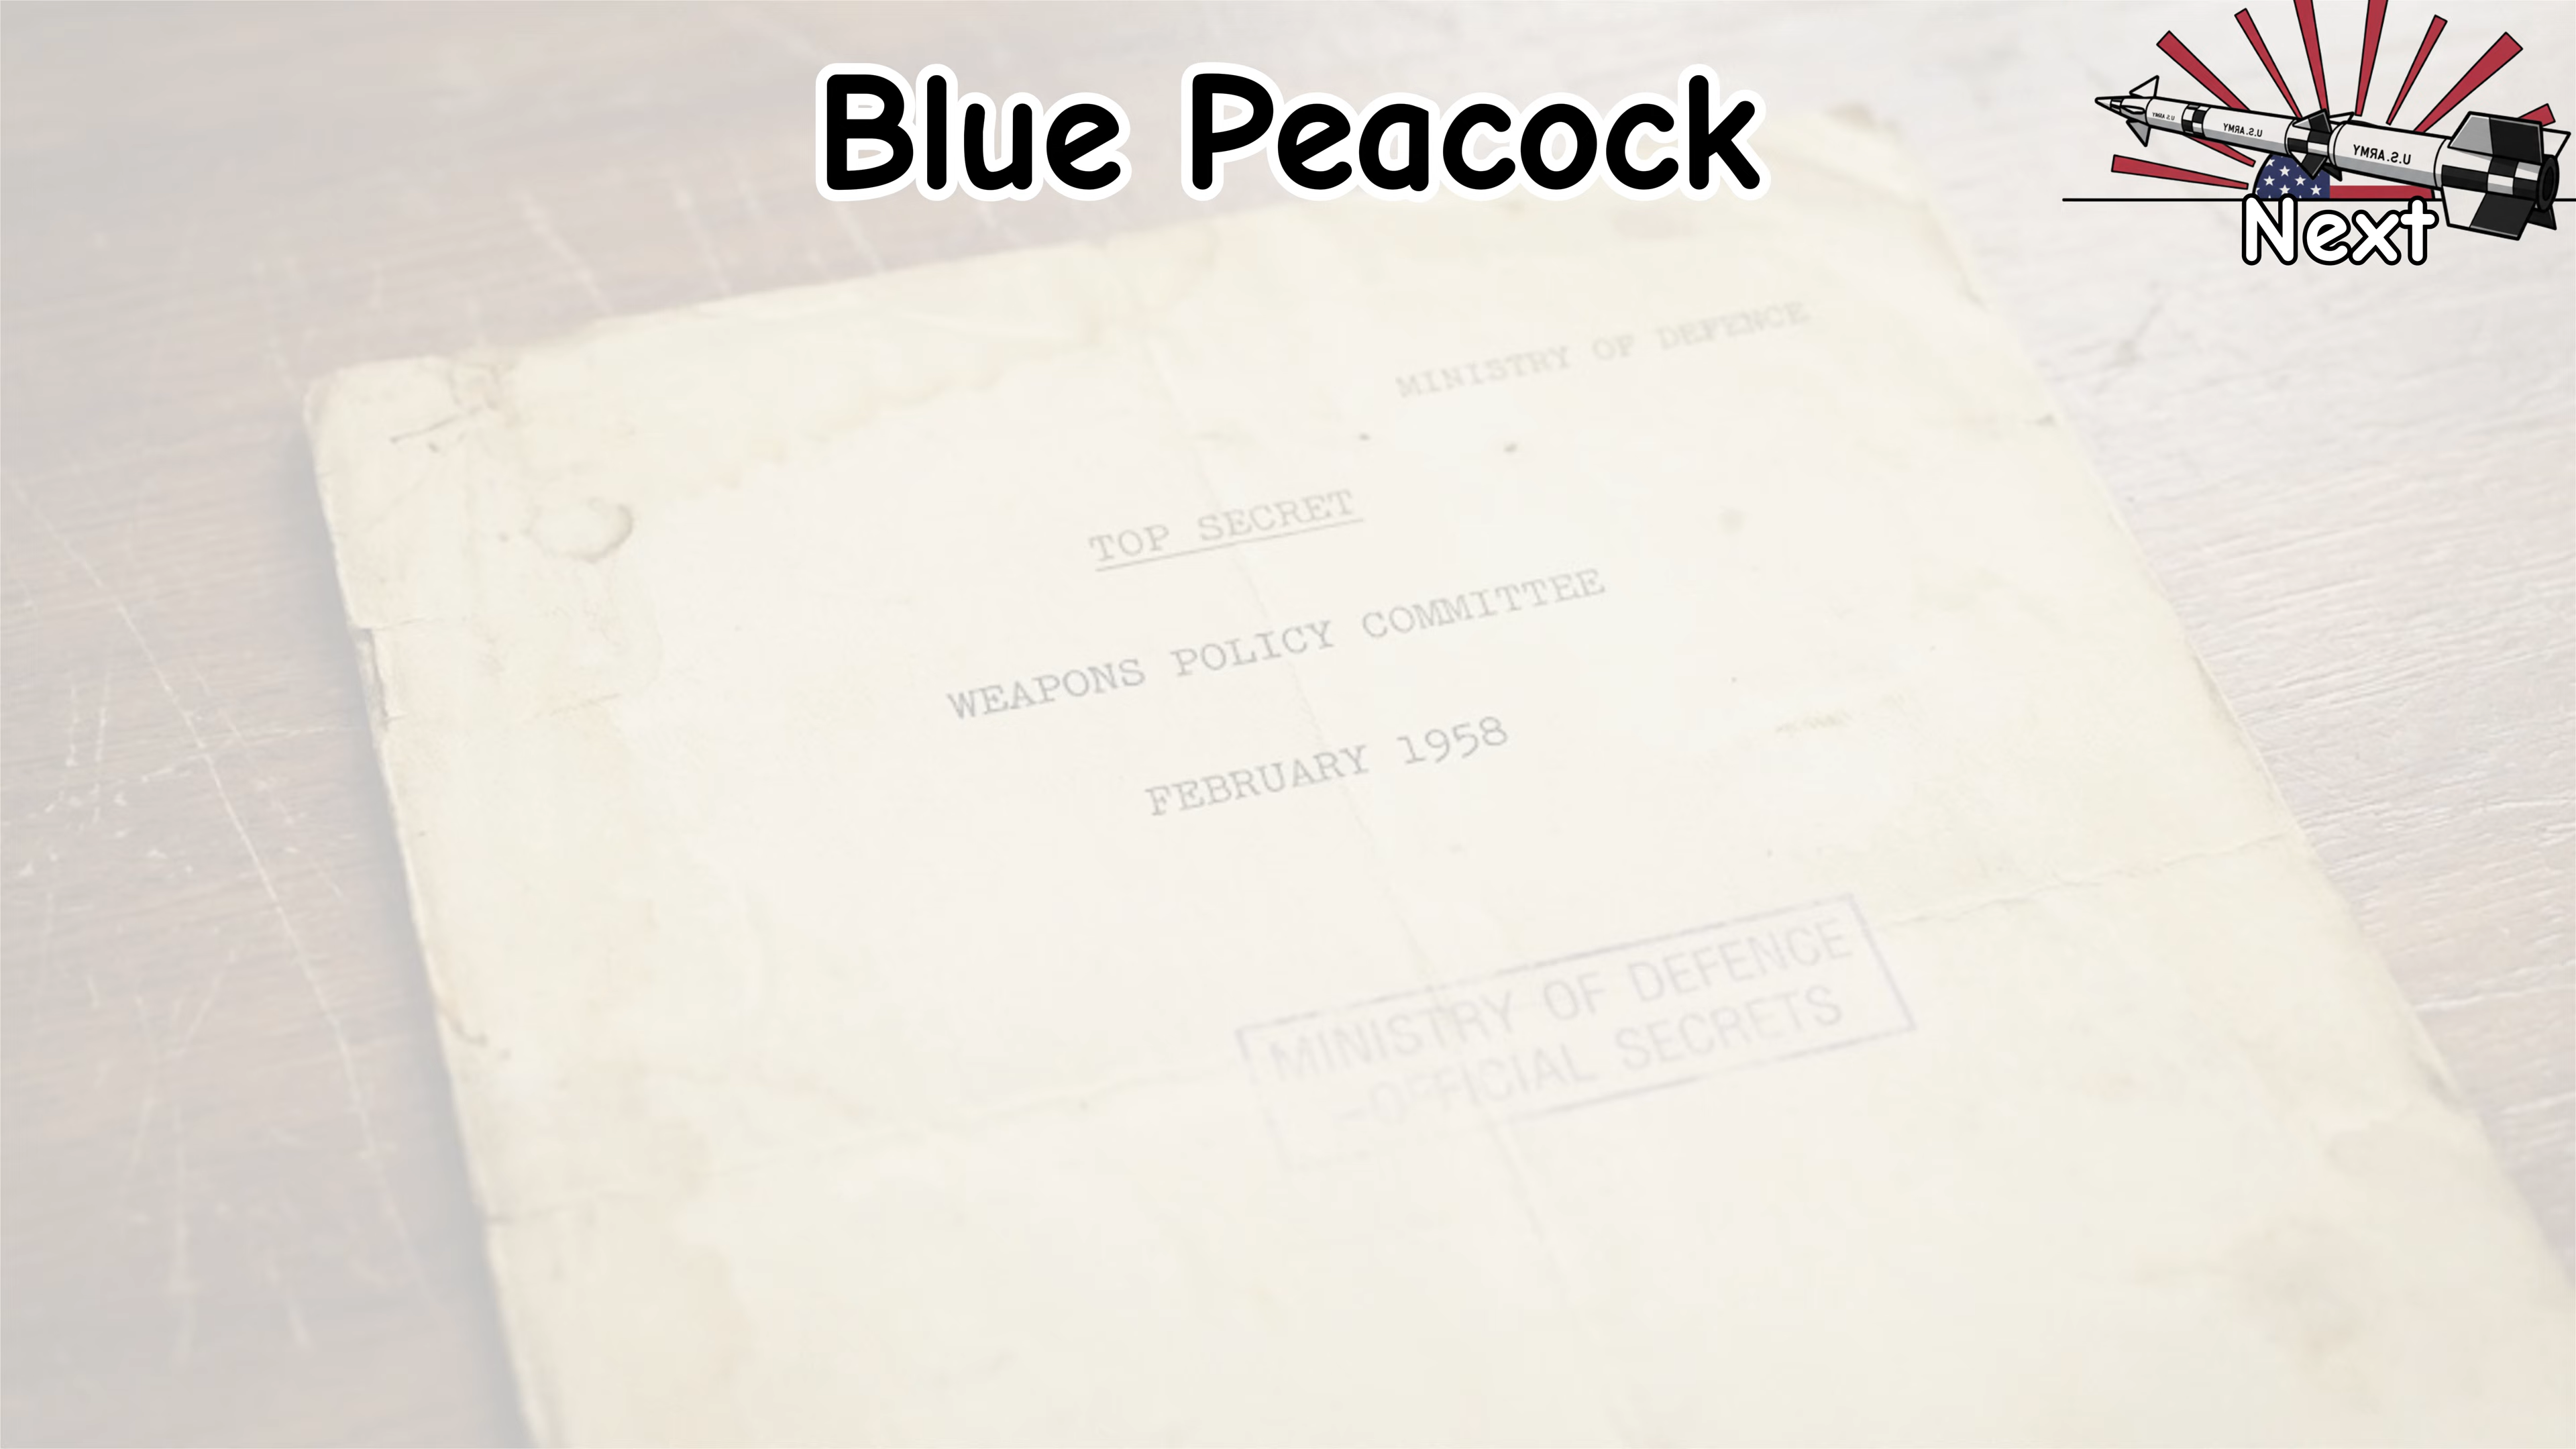 Blue Peacock
U.S. ARMY
U.S. ARMY
U.S. ARMY
Next
MINISTRY OF DEFENCE
TOP SECRET
WEAPONS POLICY COMMITTEE
FEBRUARY 1958
MINISTRY OF DEFENCE
-OFFICIAL SECRETS